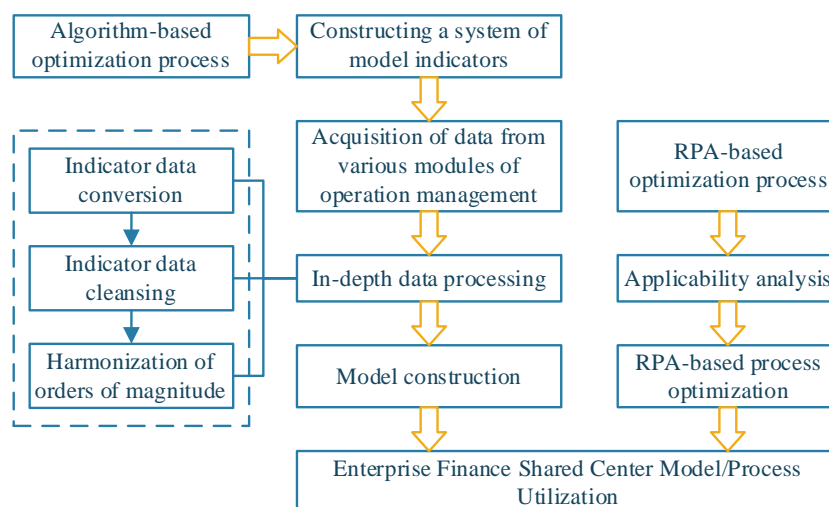 Algorithm-based
optimization process
Constructing a system of
model indicators
Acquisition of data from
various modules of
operation management
RPA-based
optimization process
Indicator data
conversion
Indicator data
cleansing
In-depth data processing
Applicability analysis
Harmonization of
orders of magnitude
Model construction
RPA-based process
optimization
Enterprise Finance Shared Center Model/Process
Utilization